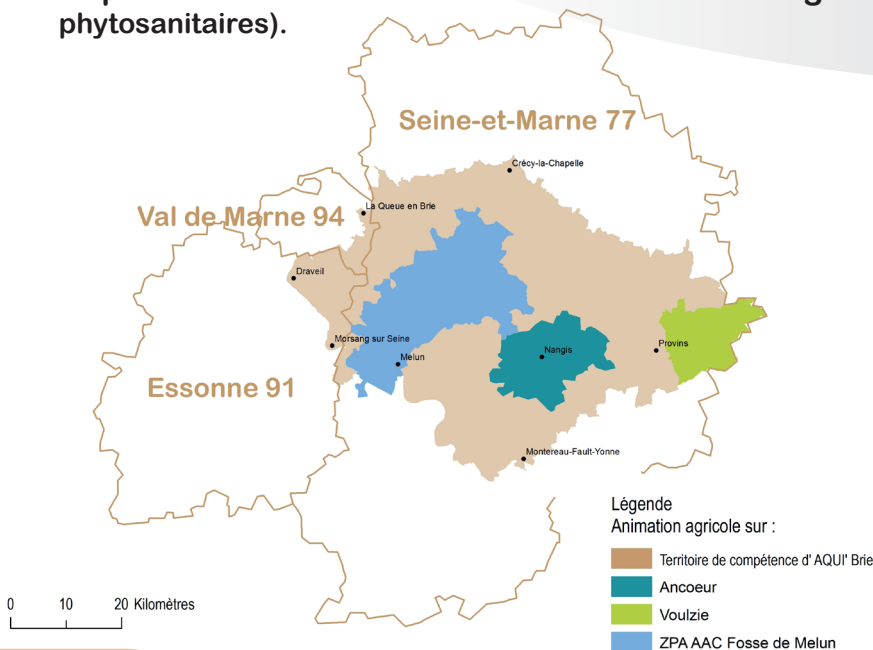 phytosanitaires).
Seine-et-Marne 77
Crécy-la-Chapelle
Val de Marne 94
La Queue en Brie
Draveil
Morsang sur Seine
Melun
Nangis
Provins
Essonne 91
Montereau-Fault-Yonne
Légende
Animation agricole sur :
Territoire de compétence d' AQUI' Brie
Ancoeur
Voulzie
ZPA AAC Fosse de Melun
0 10 20 Kilomètres